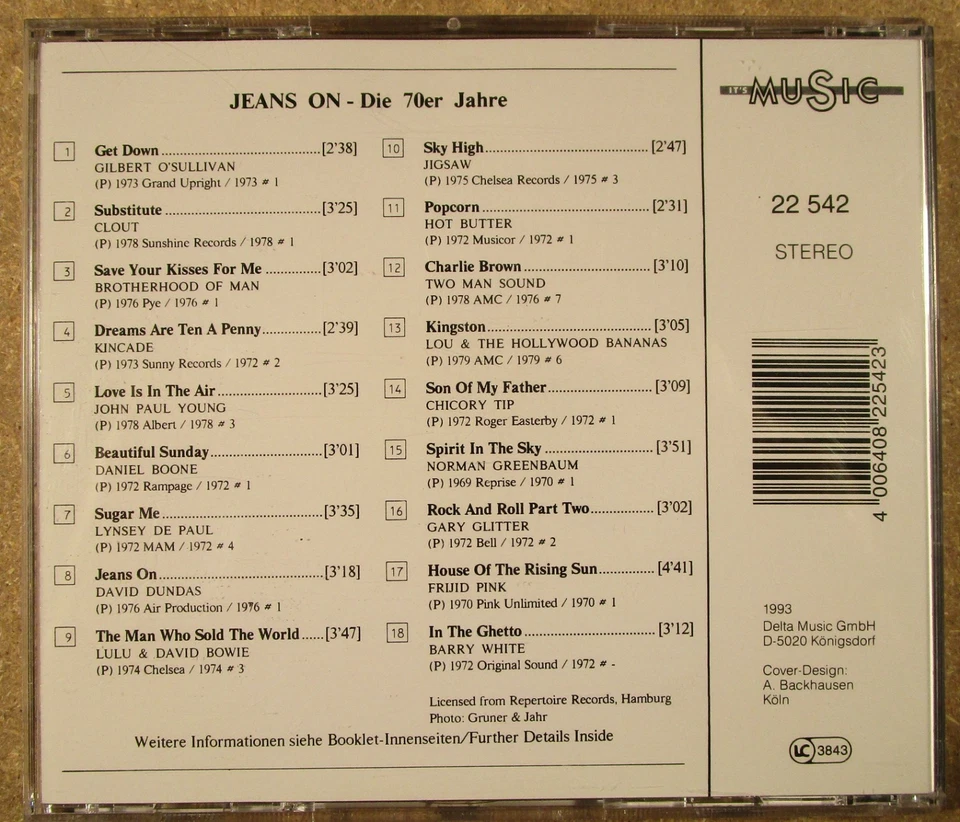 JEANS ON - Die 70er Jahre
1 Get Down [2'38]
GILBERT O'SULLIVAN
(P) 1973 Grand Upright / 1973 # 1
2 Substitute [3'25]
CLOUT
(P) 1978 Sunshine Records / 1978 # 1
3 Save Your Kisses For Me [3'02]
BROTHERHOOD OF MAN
(P) 1976 Pye / 1976 # 1
4 Dreams Are Ten A Penny [2'39]
KINCADE
(P) 1973 Sunny Records / 1972 # 2
5 Love Is In The Air [3'25]
JOHN PAUL YOUNG
(P) 1978 Albert / 1978 # 3
6 Beautiful Sunday [3'01]
DANIEL BOONE
(P) 1972 Rampage / 1972 # 1
7 Sugar Me [3'35]
LYNSEY DE PAUL
(P) 1972 MAM / 1972 # 4
8 Jeans On [3'18]
DAVID DUNDAS
(P) 1976 Air Production / 1976 # 1
9 The Man Who Sold The World [3'47]
LULU & DAVID BOWIE
(P) 1974 Chelsea / 1974 # 3
10 Sky High [2'47]
JIGSAW
(P) 1975 Chelsea Records / 1975 # 3
11 Popcorn [2'31]
HOT BUTTER
(P) 1972 Musicor / 1972 # 1
12 Charlie Brown [3'10]
TWO MAN SOUND
(P) 1978 AMC / 1976 # 7
13 Kingston [3'05]
LOU & THE HOLLYWOOD BANANAS
(P) 1979 AMC / 1979 # 6
14 Son Of My Father [3'09]
CHICORY TIP
(P) 1972 Roger Easterby / 1972 # 1
15 Spirit In The Sky [3'51]
NORMAN GREENBAUM
(P) 1969 Reprise / 1970 # 1
16 Rock And Roll Part Two [3'02]
GARY GLITTER
(P) 1972 Bell / 1972 # 2
17 House Of The Rising Sun [4'41]
FRIJID PINK
(P) 1970 Pink Unlimited / 1970 # 1
18 In The Ghetto [3'12]
BARRY WHITE
(P) 1972 Original Sound / 1972 # -
Licensed from Repertoire Records, Hamburg
Photo: Gruner & Jahr
Weitere Informationen siehe Booklet-Innenseiten/Further Details Inside
IT'S MUSIC
22 542
STEREO
4 006408 225423
1993
Delta Music GmbH
D-5020 Königsdorf
Cover-Design:
A. Backhausen
Köln
LC 3843